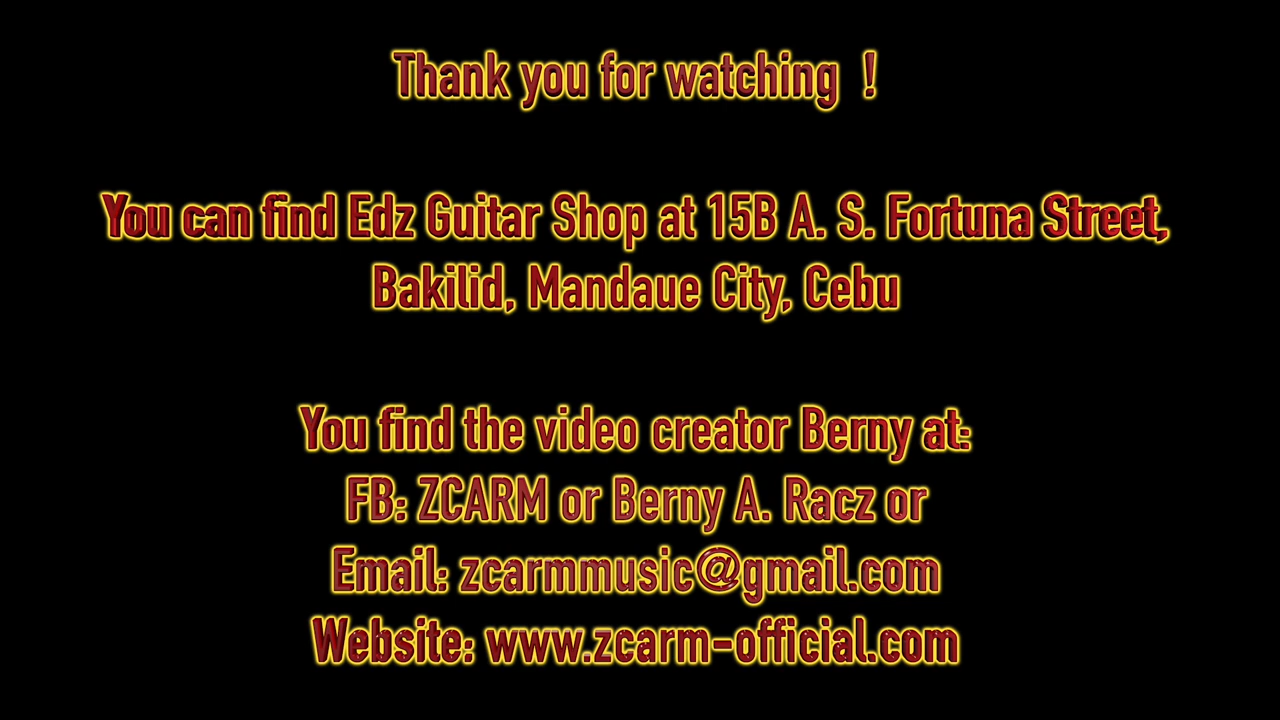 Thank you for watching  !
You can find Edz Guitar Shop at 15B A. S. Fortuna Street,
Bakilid, Mandaue City, Cebu
You find the video creator Berny at:
FB: ZCARM or Berny A. Racz or
Email: zcarmmusic@gmail.com
Website: www.zcarm-official.com